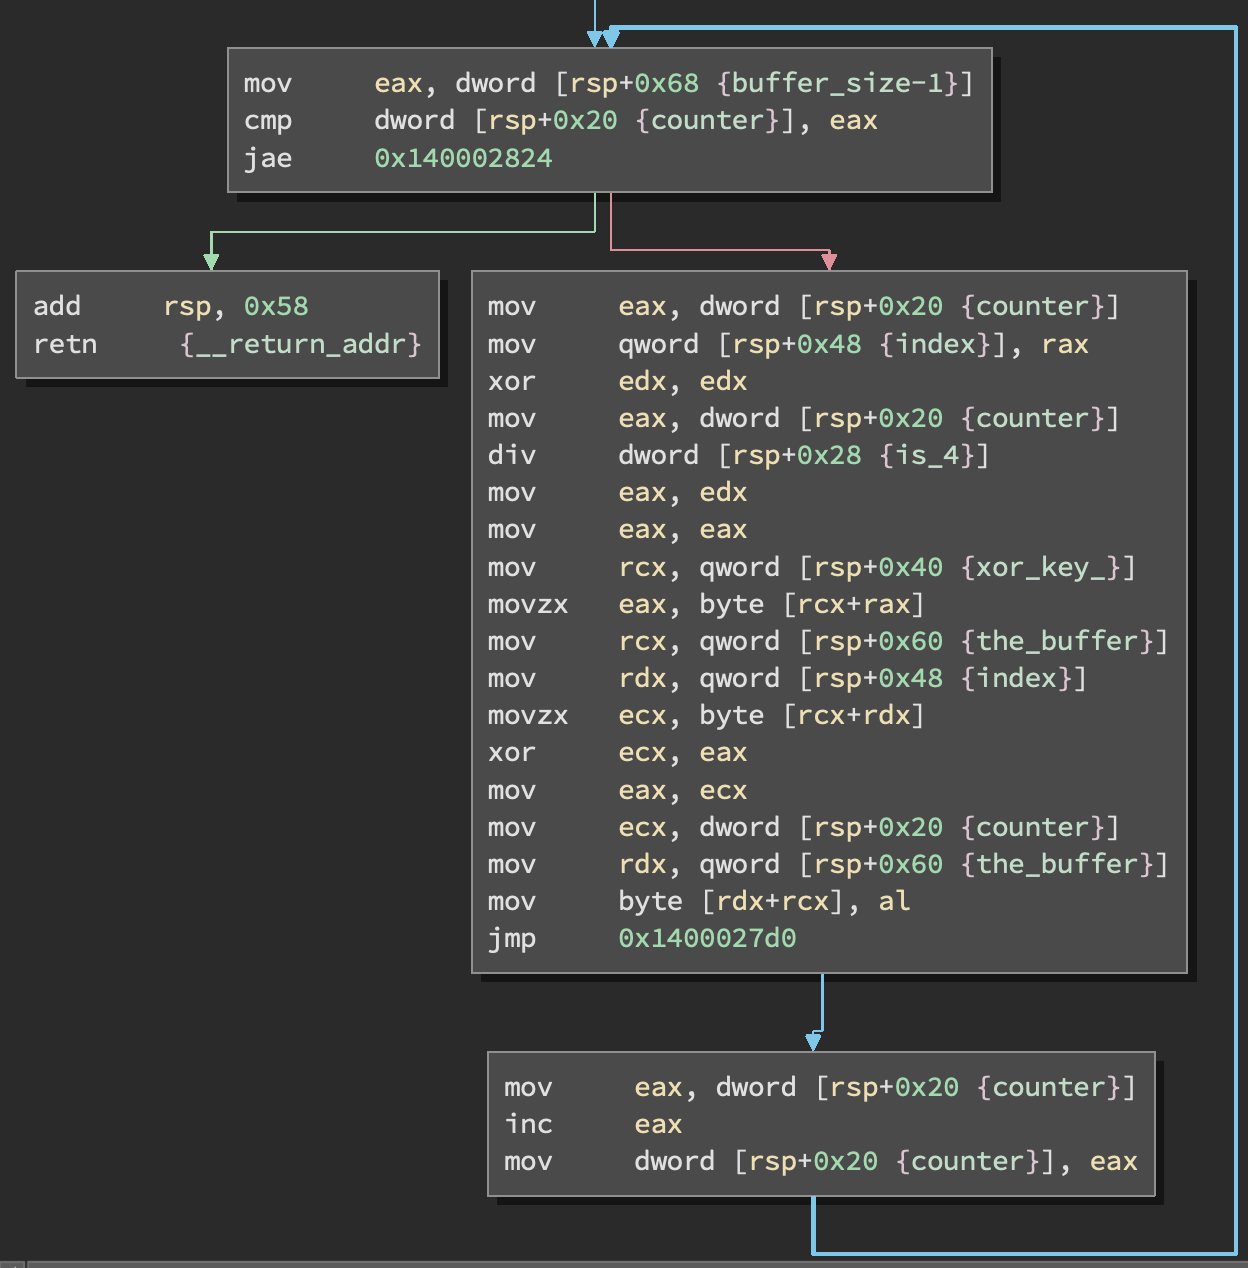 mov eax, dword [rsp+0x68 {buffer_size-1}]
cmp dword [rsp+0x20 {counter}], eax
jae 0x140002824
add rsp, 0x58
retn {__return_addr}
mov eax, dword [rsp+0x20 {counter}]
mov qword [rsp+0x48 {index}], rax
xor edx, edx
mov eax, dword [rsp+0x20 {counter}]
div dword [rsp+0x28 {is_4}]
mov eax, edx
mov eax, eax
mov rcx, qword [rsp+0x40 {xor_key_}]
movzx eax, byte [rcx+rax]
mov rcx, qword [rsp+0x60 {the_buffer}]
mov rdx, qword [rsp+0x48 {index}]
movzx ecx, byte [rcx+rdx]
xor ecx, eax
mov eax, ecx
mov ecx, dword [rsp+0x20 {counter}]
mov rdx, qword [rsp+0x60 {the_buffer}]
mov byte [rdx+rcx], al
jmp 0x1400027d0
mov eax, dword [rsp+0x20 {counter}]
inc eax
mov dword [rsp+0x20 {counter}], eax